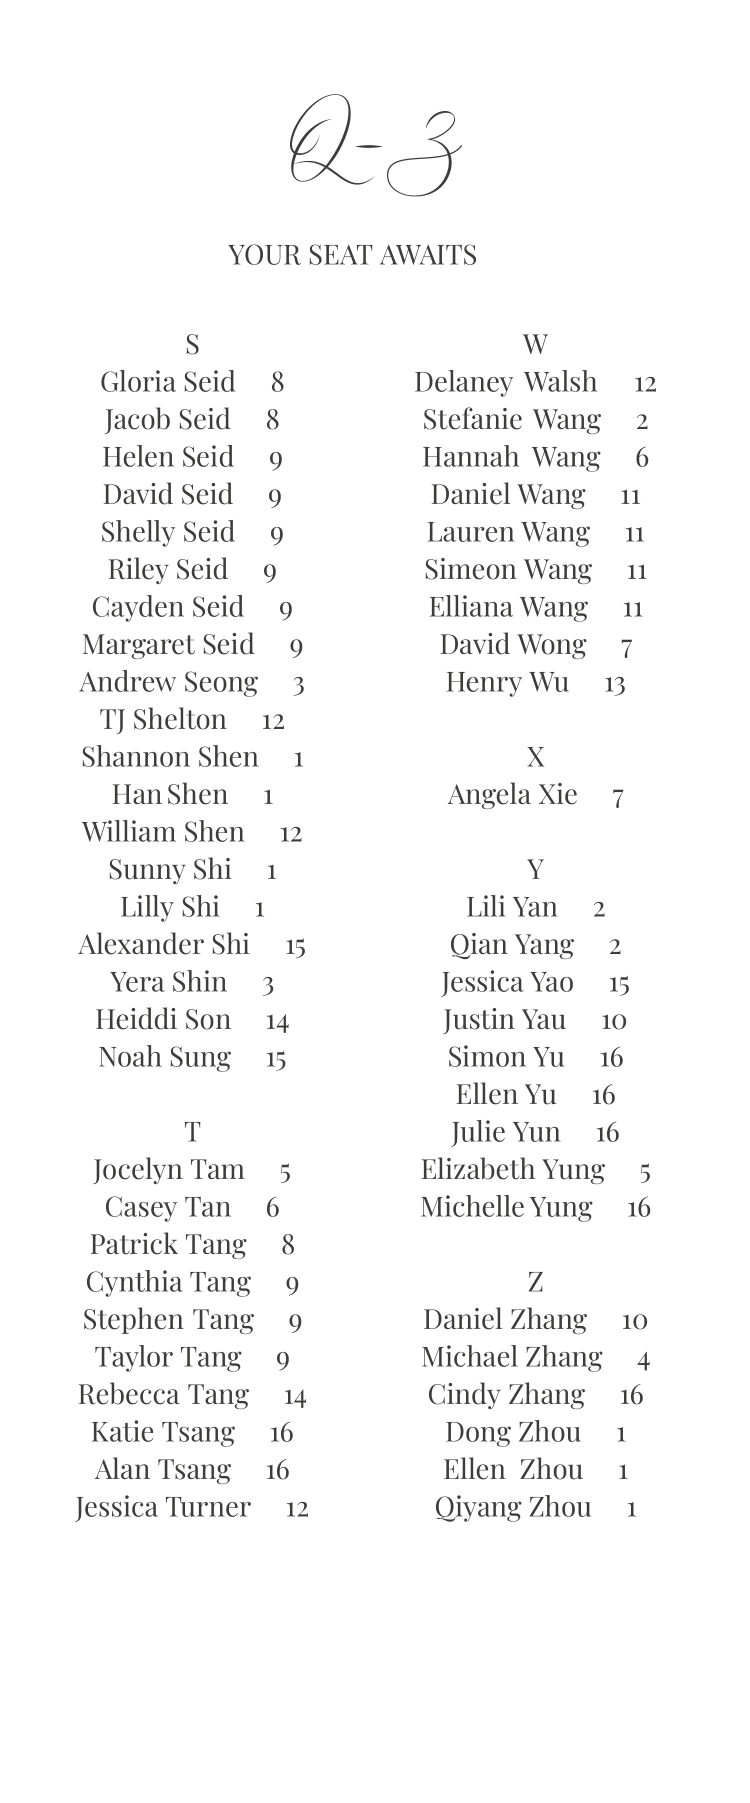 Q-Z
YOUR SEAT AWAITS
S
Gloria Seid 8
Jacob Seid 8
Helen Seid 9
David Seid 9
Shelly Seid 9
Riley Seid 9
Cayden Seid 9
Margaret Seid 9
Andrew Seong 3
TJ Shelton 12
Shannon Shen 1
Han Shen 1
William Shen 12
Sunny Shi 1
Lilly Shi 1
Alexander Shi 15
Yera Shin 3
Heiddi Son 14
Noah Sung 15
T
Jocelyn Tam 5
Casey Tan 6
Patrick Tang 8
Cynthia Tang 9
Stephen Tang 9
Taylor Tang 9
Rebecca Tang 14
Katie Tsang 16
Alan Tsang 16
Jessica Turner 12
W
Delaney Walsh 12
Stefanie Wang 2
Hannah Wang 6
Daniel Wang 11
Lauren Wang 11
Simeon Wang 11
Elliana Wang 11
David Wong 7
Henry Wu 13
X
Angela Xie 7
Y
Lili Yan 2
Qian Yang 2
Jessica Yao 15
Justin Yau 10
Simon Yu 16
Ellen Yu 16
Julie Yun 16
Elizabeth Yung 5
Michelle Yung 16
Z
Daniel Zhang 10
Michael Zhang 4
Cindy Zhang 16
Dong Zhou 1
Ellen Zhou 1
Qiyang Zhou 1